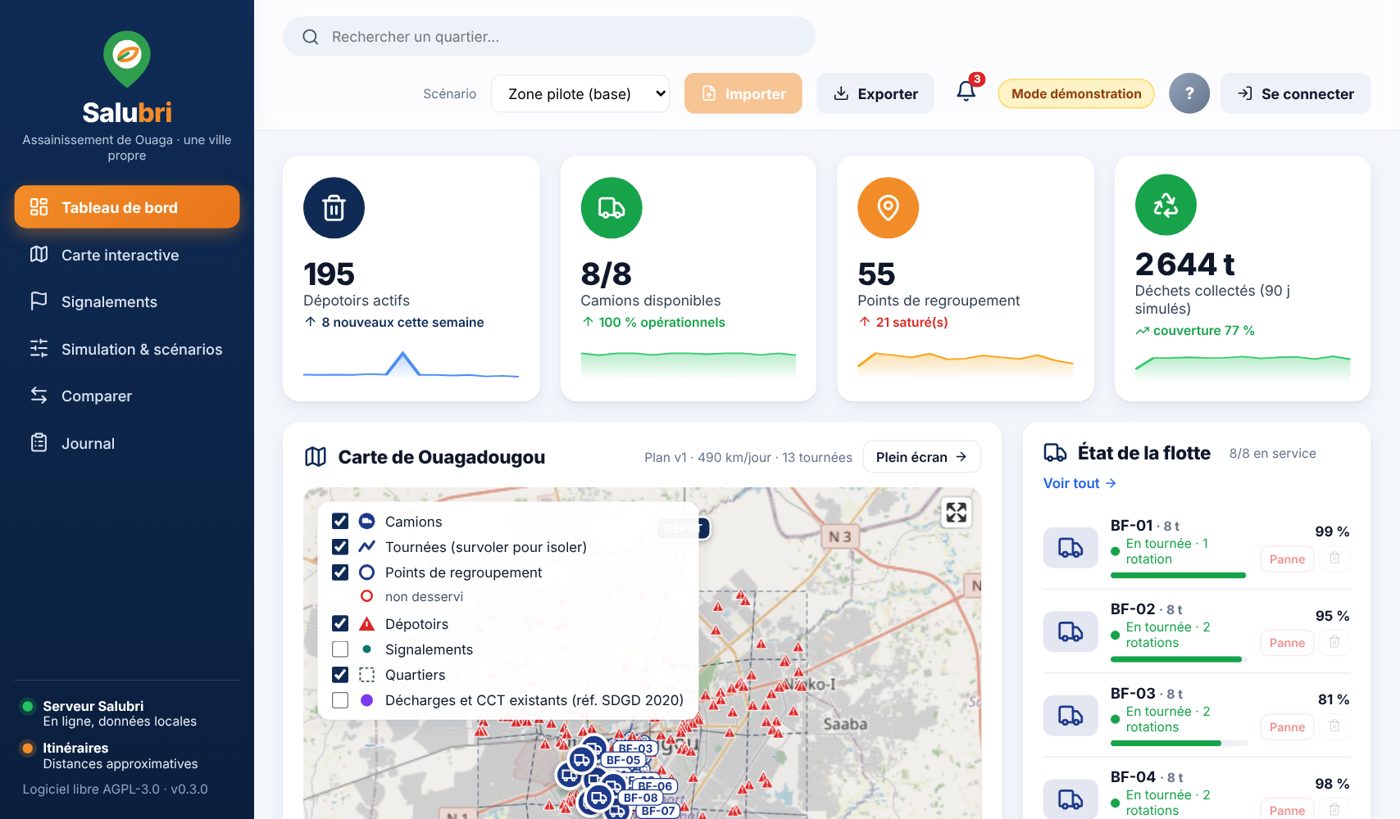 Salubri
Assainissement de Ouaga · une ville
propre
Tableau de bord
Carte interactive
Signalements
Simulation & scénarios
Comparer
Journal
Serveur Salubri
En ligne, données locales
Itinéraires
Distances approximatives
Logiciel libre AGPL-3.0 · v0.3.0
Rechercher un quartier...
Scénario
Zone pilote (base)
Importer
Exporter
3
Mode démonstration
?
Se connecter
195
Dépotoirs actifs
↑ 8 nouveaux cette semaine
8/8
Camions disponibles
↑ 100 % opérationnels
55
Points de regroupement
↑ 21 saturé(s)
2 644 t
Déchets collectés (90 j
simulés)
couverture 77 %
Carte de Ouagadougou
Plan v1 · 490 km/jour · 13 tournées
Plein écran →
Camions
Tournées (survoler pour isoler)
Points de regroupement
non desservi
Dépotoirs
Signalements
Quartiers
Décharges et CCT existants (réf. SDGD 2020)
DÉPÔT
N 3
N 27
Saaba
BF-03
BF-05
BF-06
BF-08
BF-07
N 1
État de la flotte
8/8 en service
Voir tout →
BF-01 · 8 t
En tournée · 1
rotation
99 %
Panne
BF-02 · 8 t
En tournée · 2
rotations
95 %
Panne
BF-03 · 8 t
En tournée · 2
rotations
81 %
Panne
BF-04 · 8 t
En tournée · 2
rotations
98 %
Panne